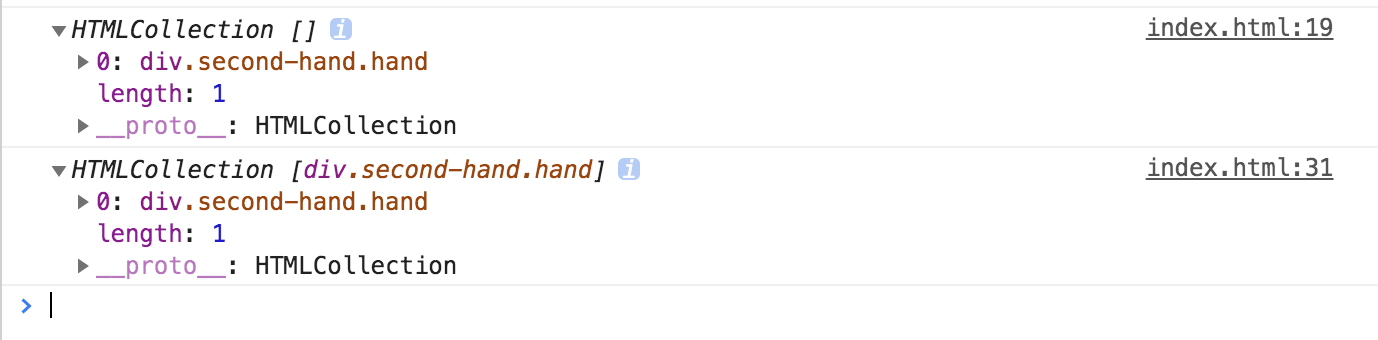 ▼HTMLCollection [] i index.html:19
▶0: div.second-hand.hand
length: 1
▶__proto__: HTMLCollection
▼HTMLCollection [div.second-hand.hand] i index.html:31
▶0: div.second-hand.hand
length: 1
▶__proto__: HTMLCollection
>